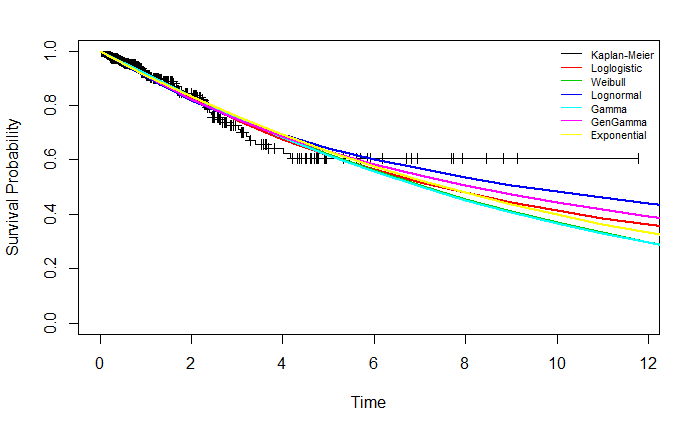 Survival Probability
1.0
0.8
0.6
0.4
0.2
0.0
Kaplan-Meier
Loglogistic
Weibull
Lognormal
Gamma
GenGamma
Exponential
0 2 4 6 8 10 12
Time